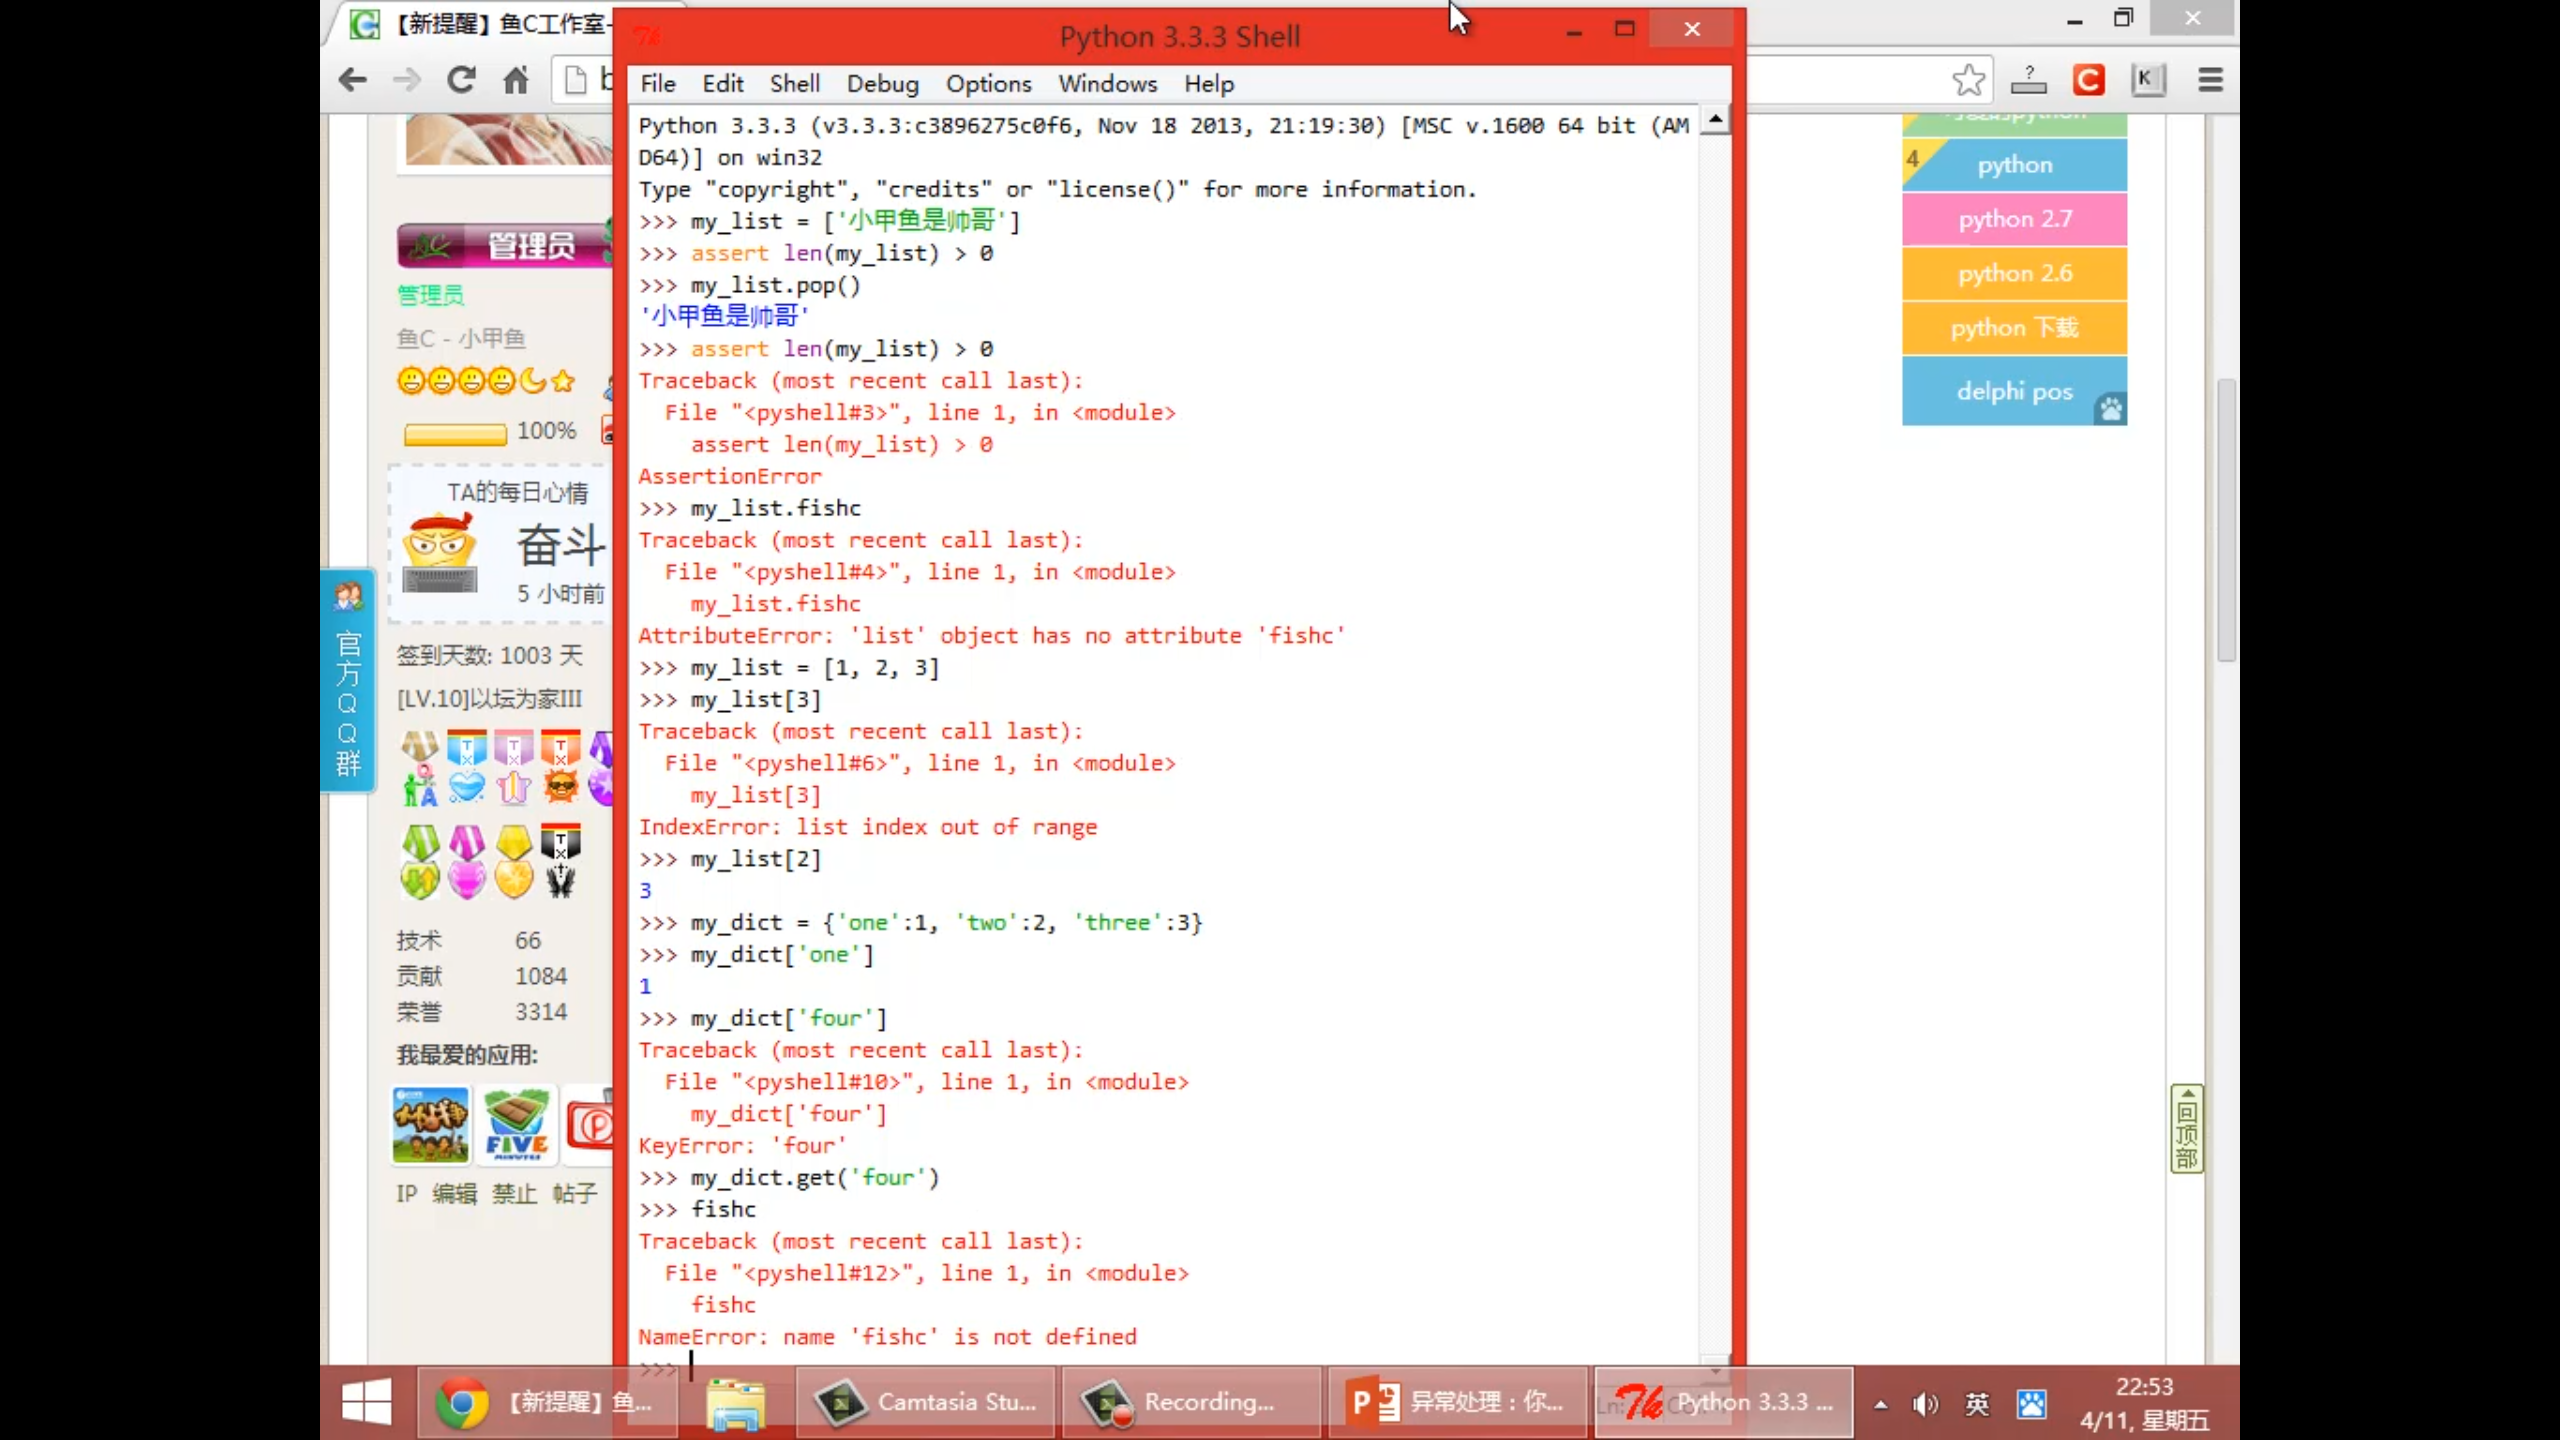 【新提醒】鱼C工作室-
Python 3.3.3 Shell
File Edit Shell Debug Options Windows Help
Python 3.3.3 (v3.3.3:c3896275c0f6, Nov 18 2013, 21:19:30) [MSC v.1600 64 bit (AM
D64)] on win32
Type "copyright", "credits" or "license()" for more information.
>>> my_list = ['小甲鱼是帅哥']
>>> assert len(my_list) > 0
>>> my_list.pop()
'小甲鱼是帅哥'
>>> assert len(my_list) > 0
Traceback (most recent call last):
  File "<pyshell#3>", line 1, in <module>
    assert len(my_list) > 0
AssertionError
>>> my_list.fishc
Traceback (most recent call last):
  File "<pyshell#4>", line 1, in <module>
    my_list.fishc
AttributeError: 'list' object has no attribute 'fishc'
>>> my_list = [1, 2, 3]
>>> my_list[3]
Traceback (most recent call last):
  File "<pyshell#6>", line 1, in <module>
    my_list[3]
IndexError: list index out of range
>>> my_list[2]
3
>>> my_dict = {'one':1, 'two':2, 'three':3}
>>> my_dict['one']
1
>>> my_dict['four']
Traceback (most recent call last):
  File "<pyshell#10>", line 1, in <module>
    my_dict['four']
KeyError: 'four'
>>> my_dict.get('four')
>>> fishc
Traceback (most recent call last):
  File "<pyshell#12>", line 1, in <module>
    fishc
NameError: name 'fishc' is not defined
>>>
管理员
管理员
鱼C - 小甲鱼
100%
TA的每日心情
奋斗
5 小时前
签到天数: 1003 天
[LV.10]以坛为家III
技术 66
贡献 1084
荣誉 3314
我最爱的应用:
FIVE
IP 编辑 禁止 帖子
官方QQ群
4
python
python 2.7
python 2.6
python 下载
delphi pos
回顶部
【新提醒】鱼...
Camtasia Stu...
Recording...
异常处理：你...
Python 3.3.3 ...
英
22:53
4/11, 星期五